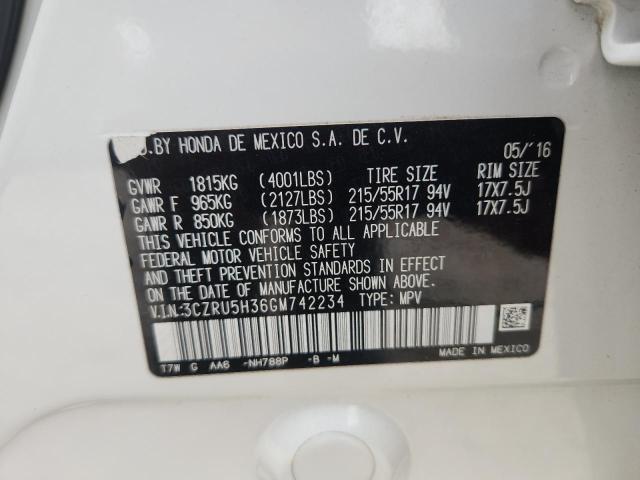 .BY HONDA DE MEXICO S.A. DE C.V.
05/'16
GVWR 1815KG (4001LBS) TIRE SIZE RIM SIZE
GAWR F 965KG (2127LBS) 215/55R17 94V 17X7.5J
GAWR R 850KG (1873LBS) 215/55R17 94V 17X7.5J
THIS VEHICLE CONFORMS TO ALL APPLICABLE
FEDERAL MOTOR VEHICLE SAFETY
AND THEFT PREVENTION STANDARDS IN EFFECT
ON THE DATE OF MANUFACTURE SHOWN ABOVE.
V.I.N.:3CZRU5H36GM742234 TYPE: MPV
T7W G AA6 -NH788P -B -M
MADE IN MEXICO